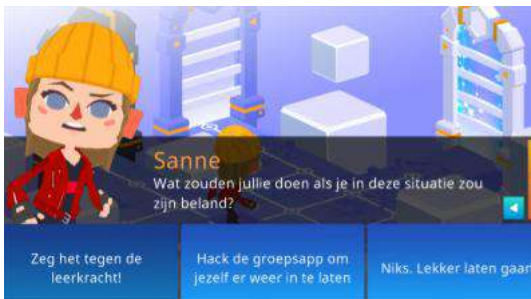 Sanne
Wat zouden jullie doen als je in deze situatie zou
zijn beland?
Zeg het tegen de
leerkracht!
Hack de groepsapp om
jezelf er weer in te laten
Niks. Lekker laten gaan